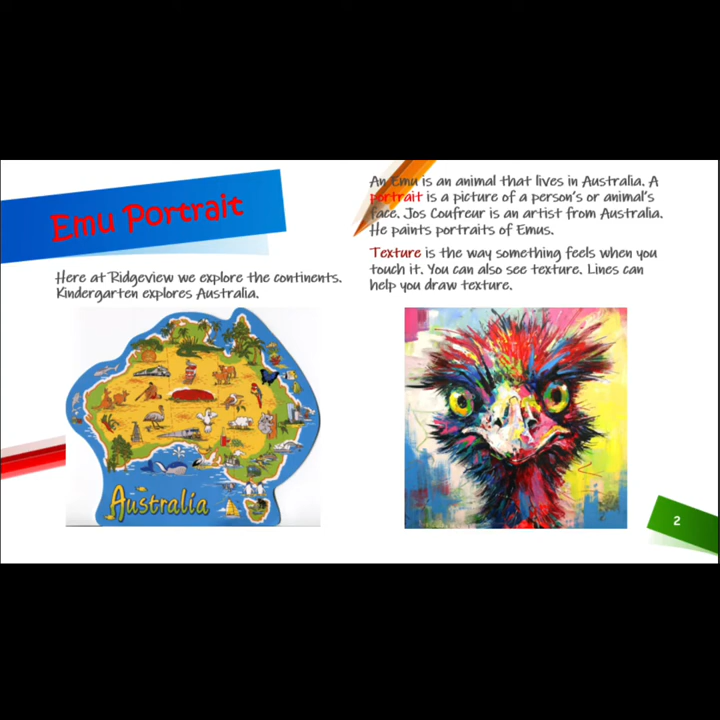 Emu Portrait
Here at Ridgeview we explore the continents.
Kindergarten explores Australia.
Australia
An Emu is an animal that lives in Australia. A
portrait is a picture of a person's or animal's
face. Jos Coufreur is an artist from Australia.
He paints portraits of Emus.
Texture is the way something feels when you
touch it. You can also see texture. Lines can
help you draw texture.
2